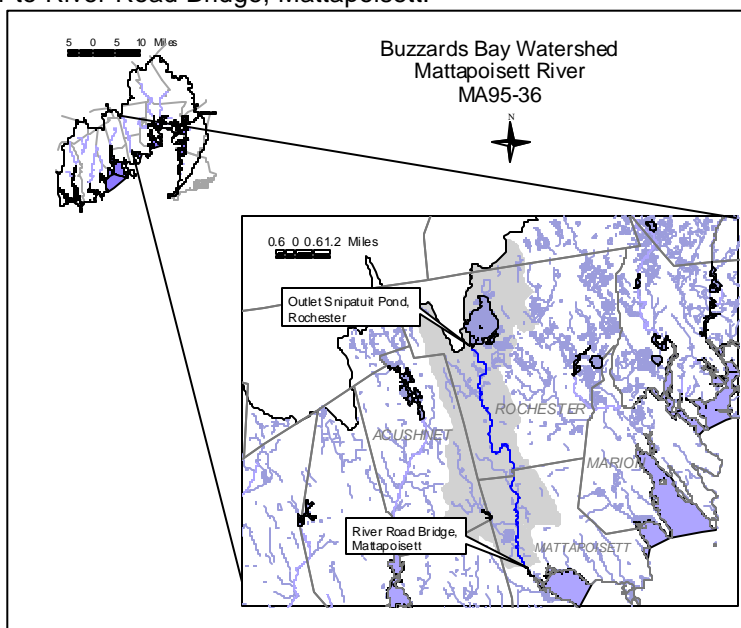 to River Road Bridge, Mattapoisett.
5 0 5 10 Miles
Buzzards Bay Watershed
Mattapoisett River
MA95-36
N
0.6 0 0.61.2 Miles
Outlet Snipatuit Pond,
Rochester
ROCHESTER
ACUSHNET
MARION
River Road Bridge,
Mattapoisett
MATTAPOISETT